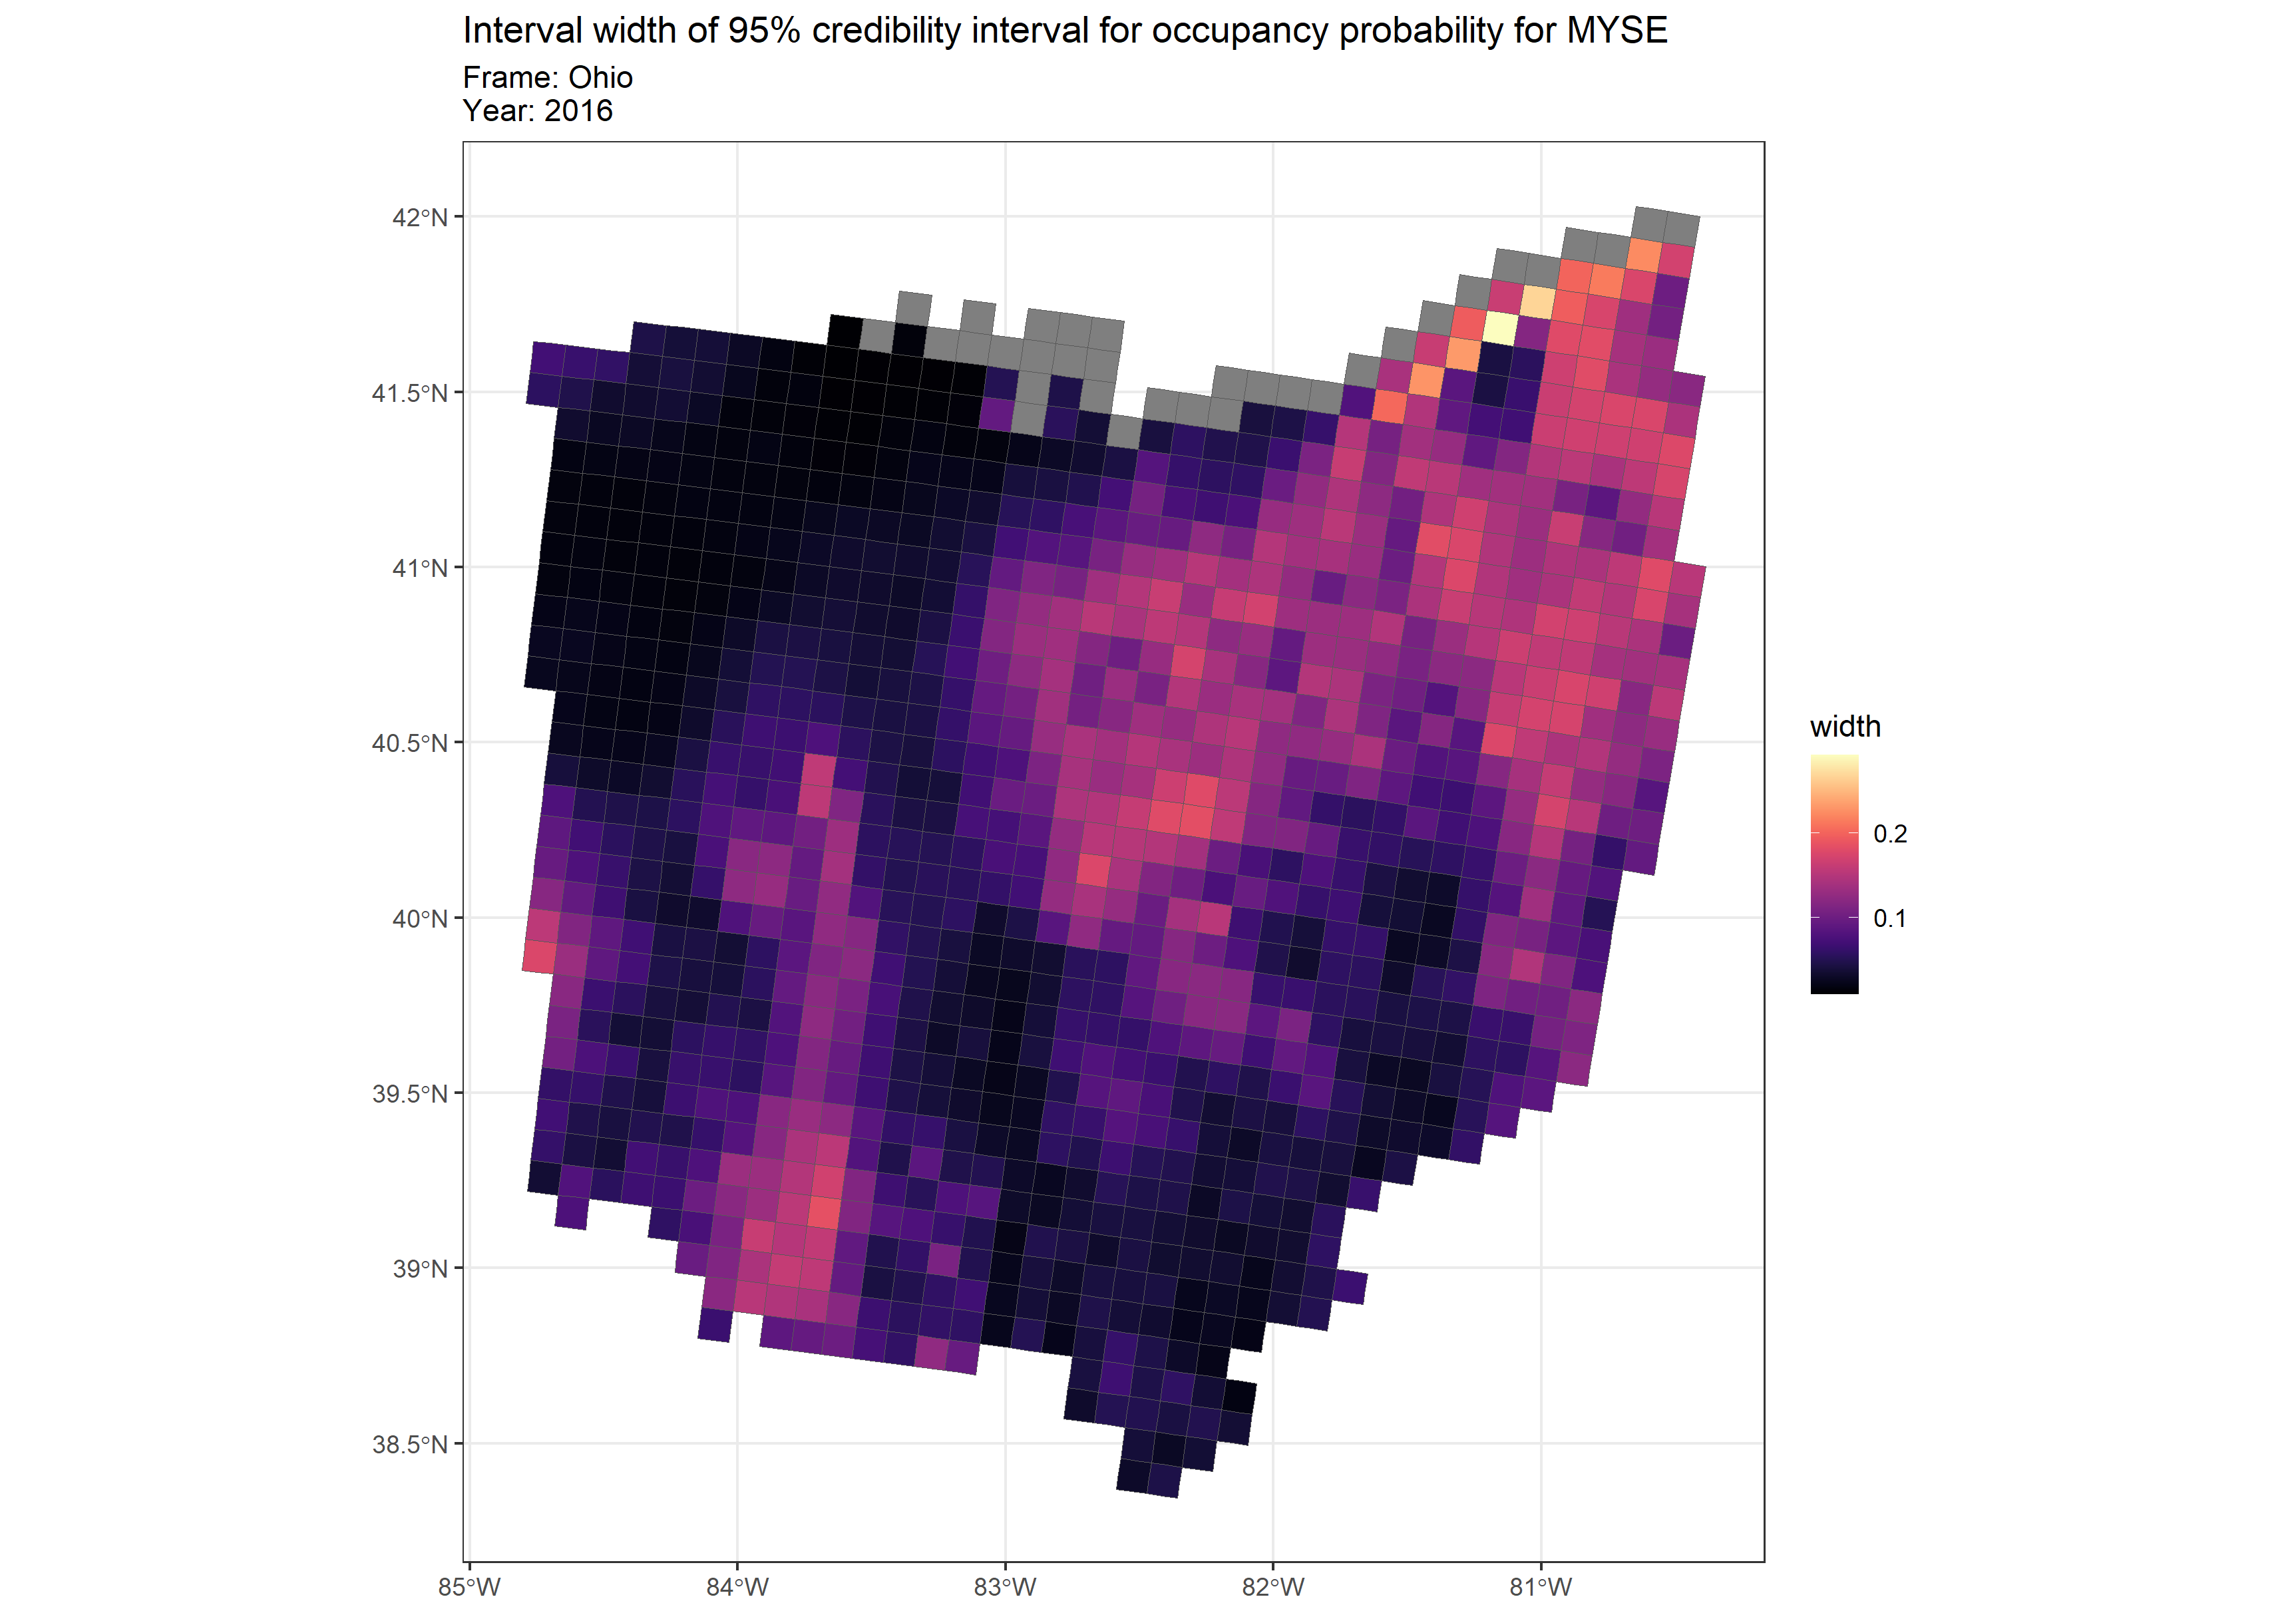 Interval width of 95% credibility interval for occupancy probability for MYSE
Frame: Ohio
Year: 2016
42°N
41.5°N
41°N
40.5°N
40°N
39.5°N
39°N
38.5°N
85°W
84°W
83°W
82°W
81°W
width
0.2
0.1